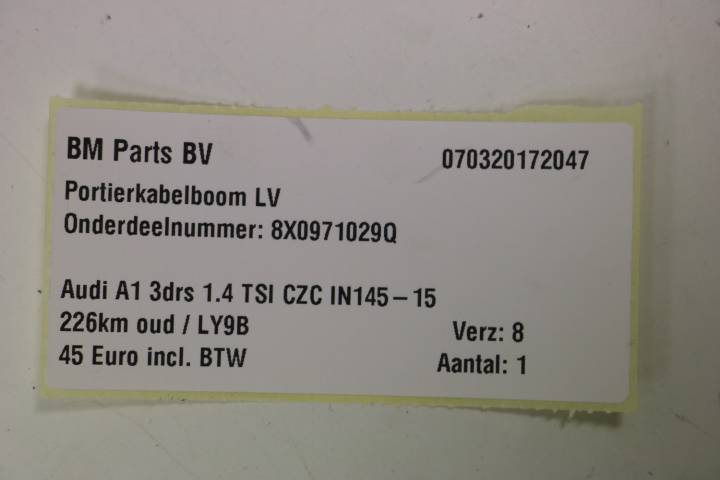 BM Parts BV 070320172047
Portierkabelboom LV
Onderdeelnummer: 8X0971029Q
Audi A1 3drs 1.4 TSI CZC IN145-15
226km oud / LY9B Verz: 8
45 Euro incl. BTW Aantal: 1